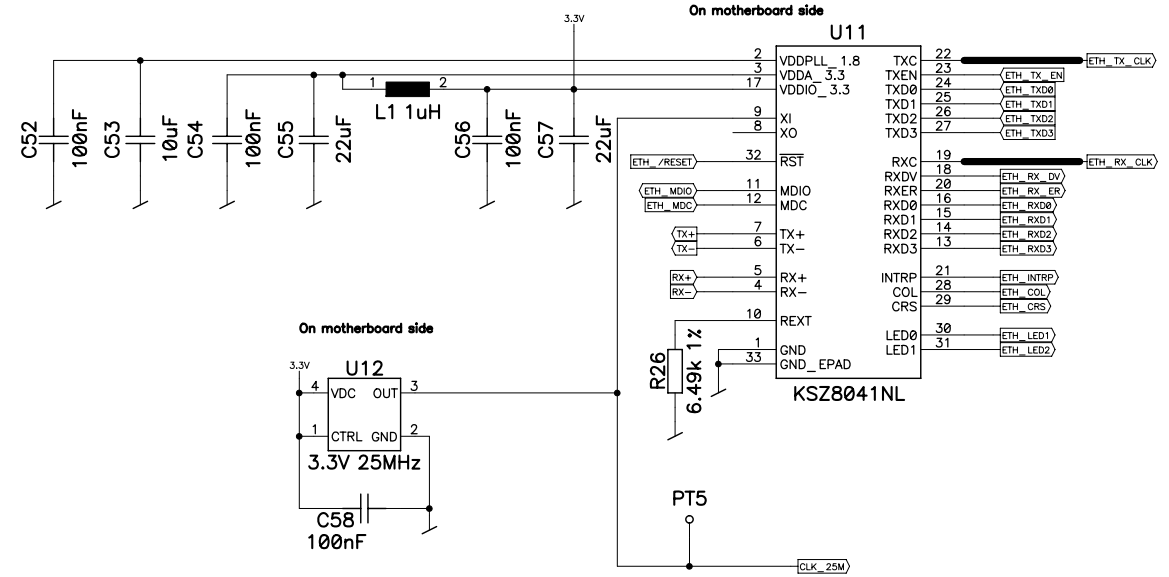 On motherboard side
3.3V
U11
2 VDDPLL_1.8 TXC 22 ETH_TX_CLK
3 VDDA_3.3 TXEN 23 ETH_TX_EN
1 2 17 VDDIO_3.3 TXD0 24 ETH_TXD0
L1 1uH TXD1 25 ETH_TXD1
9 XI TXD2 26 ETH_TXD2
8 XO TXD3 27 ETH_TXD3
C52 100nF C53 10uF C54 100nF C55 22uF C56 100nF C57 22uF
ETH_/RESET 32 RST RXC 19 ETH_RX_CLK
RXDV 18 ETH_RX_DV
ETH_MDIO 11 MDIO RXER 20 ETH_RX_ER
ETH_MDC 12 MDC RXD0 16 ETH_RXD0
RXD1 15 ETH_RXD1
TX+ 7 TX+ RXD2 14 ETH_RXD2
TX- 6 TX- RXD3 13 ETH_RXD3
RX+ 5 RX+ INTRP 21 ETH_INTRP
RX- 4 RX- COL 28 ETH_COL
CRS 29 ETH_CRS
10 REXT
LED0 30 ETH_LED1
1 GND LED1 31 ETH_LED2
33 GND_EPAD
R26 6.49k 1%
KSZ8041NL
On motherboard side
3.3V
U12
4 VDC OUT 3
1 CTRL GND 2
3.3V 25MHz
C58
100nF
PT5
CLK_25M